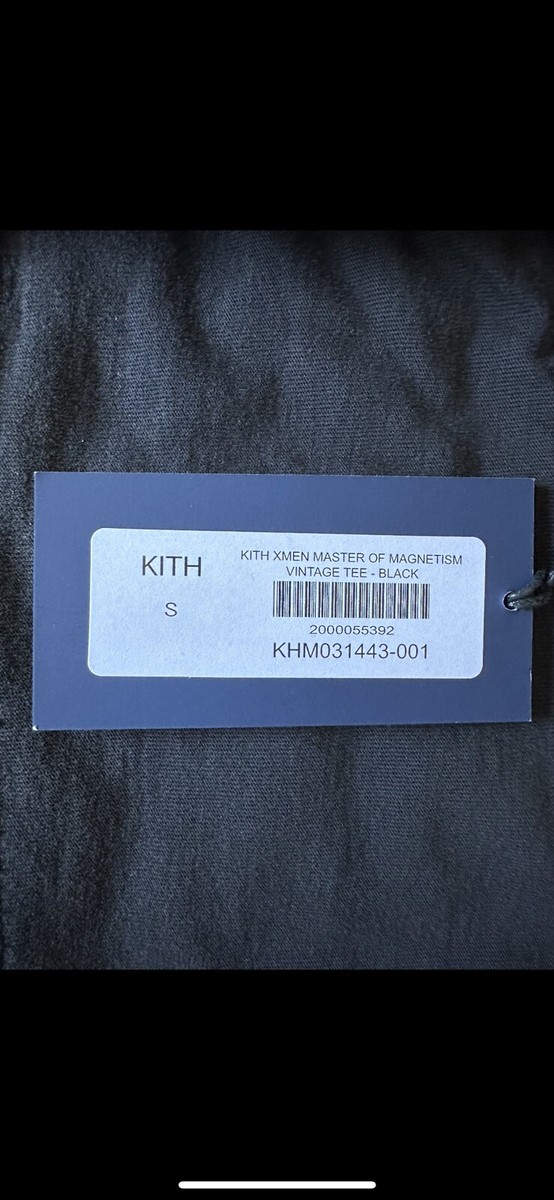 KITH
S
KITH XMEN MASTER OF MAGNETISM
VINTAGE TEE - BLACK
2000055392
KHM031443-001